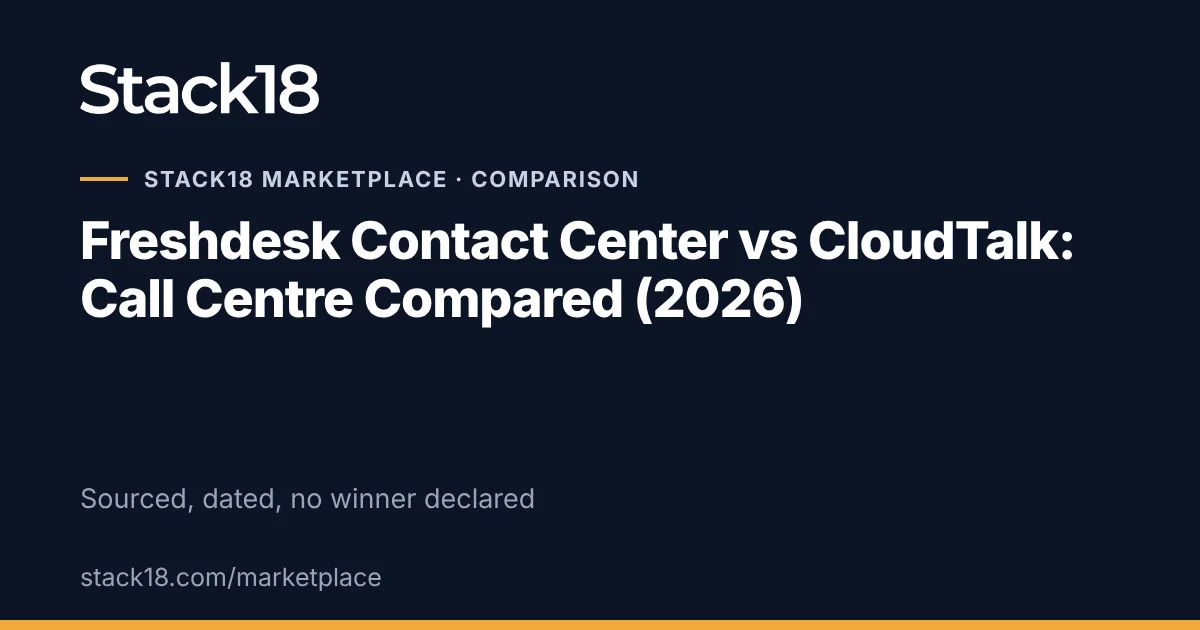 Stack18
STACK18 MARKETPLACE · COMPARISON
Freshdesk Contact Center vs CloudTalk:
Call Centre Compared (2026)
Sourced, dated, no winner declared
stack18.com/marketplace